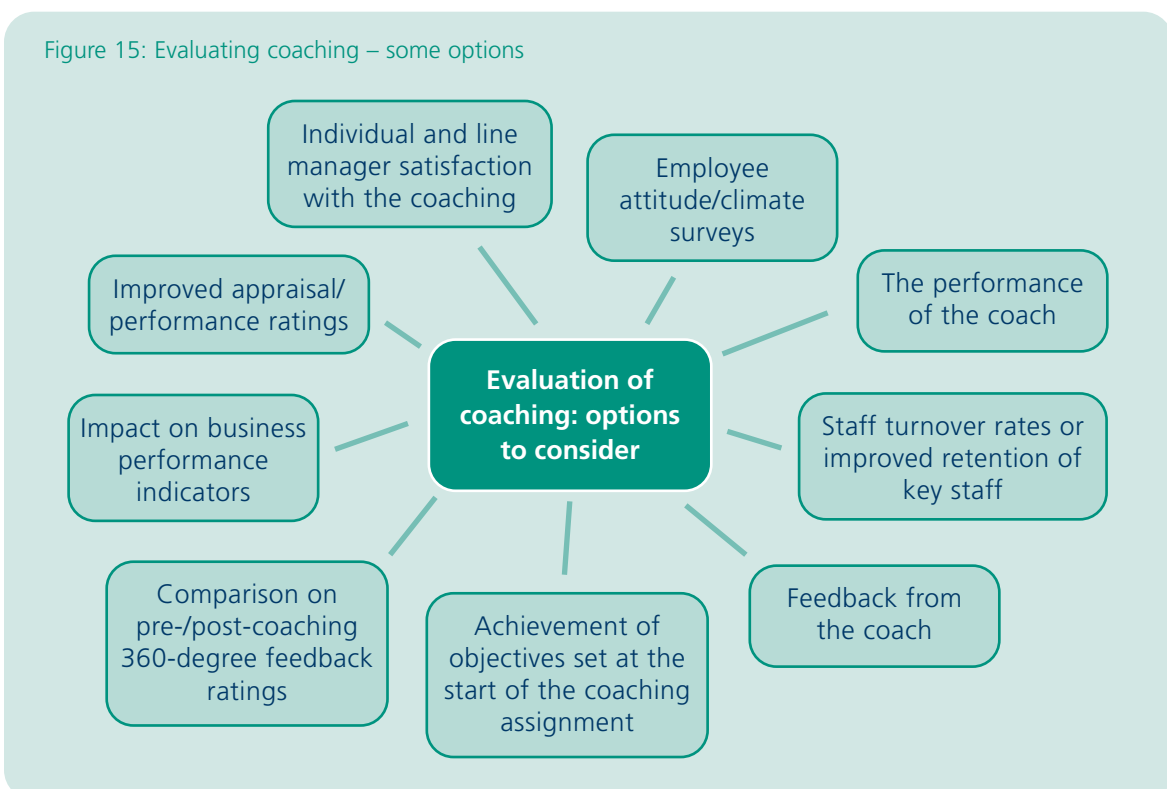 Figure 15: Evaluating coaching – some options
Individual and line
manager satisfaction
with the coaching
Employee
attitude/climate
surveys
Improved appraisal/
performance ratings
The performance
of the coach
Evaluation of
coaching: options
to consider
Impact on business
performance
indicators
Staff turnover rates or
improved retention of
key staff
Comparison on
pre-/post-coaching
360-degree feedback
ratings
Achievement of
objectives set at the
start of the coaching
assignment
Feedback from
the coach